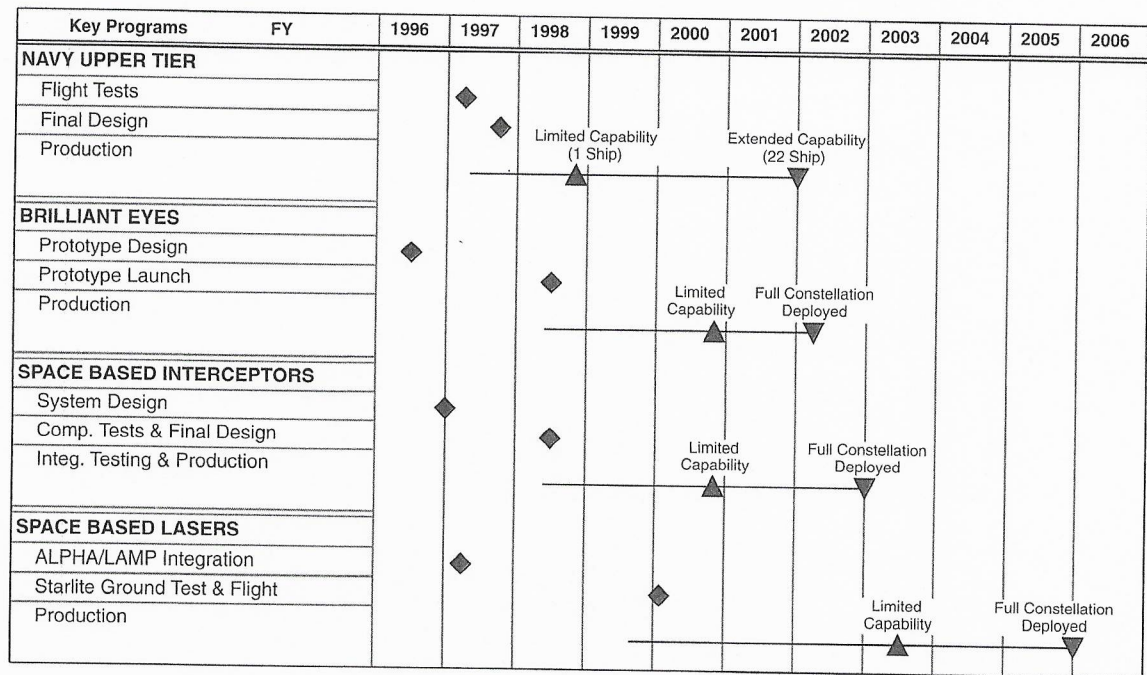 Key Programs FY 1996 1997 1998 1999 2000 2001 2002 2003 2004 2005 2006
NAVY UPPER TIER
Flight Tests
Final Design
Production
Limited Capability
(1 Ship)
Extended Capability
(22 Ship)
BRILLIANT EYES
Prototype Design
Prototype Launch
Production
Limited
Capability
Full Constellation
Deployed
SPACE BASED INTERCEPTORS
System Design
Comp. Tests & Final Design
Integ. Testing & Production
Limited
Capability
Full Constellation
Deployed
SPACE BASED LASERS
ALPHA/LAMP Integration
Starlite Ground Test & Flight
Production
Limited
Capability
Full Constellation
Deployed